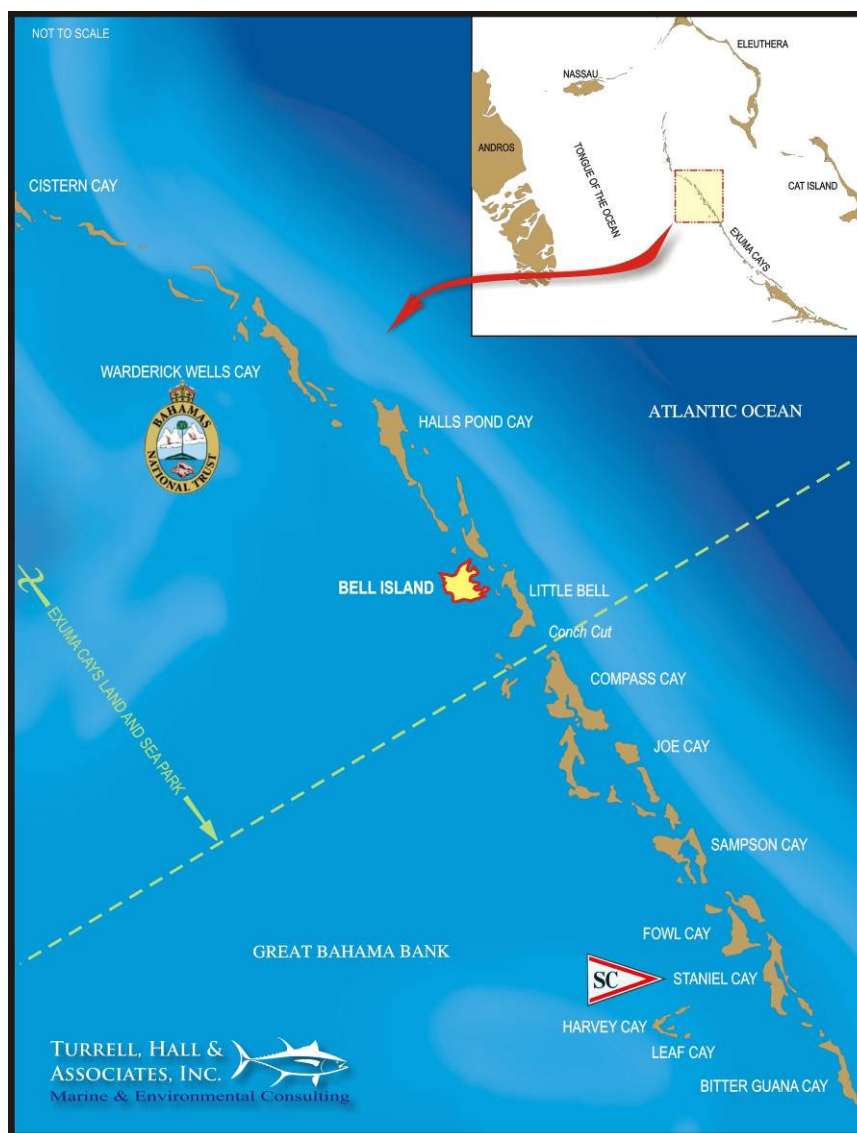 NOT TO SCALE
ELEUTHERA
NASSAU
ANDROS
TONGUE OF THE OCEAN
CAT ISLAND
EXUMA CAYS
CISTERN CAY
WARDERICK WELLS CAY
BAHAMAS
NATIONAL TRUST
HALLS POND CAY
ATLANTIC OCEAN
BELL ISLAND
LITTLE BELL
Conch Cut
EXUMA CAYS LAND AND SEA PARK
COMPASS CAY
JOE CAY
SAMPSON CAY
FOWL CAY
GREAT BAHAMA BANK
SC
STANIEL CAY
HARVEY CAY
LEAF CAY
BITTER GUANA CAY
TURRELL, HALL &
ASSOCIATES, INC.
Marine & Environmental Consulting